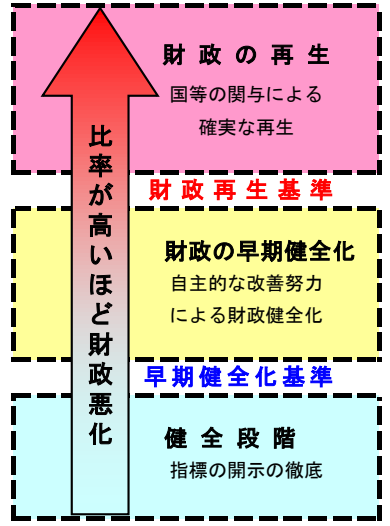 財政の再生
国等の関与による
確実な再生
財政再生基準
財政の早期健全化
自主的な改善努力
による財政健全化
早期健全化基準
健全段階
指標の開示の徹底
比率が高いほど財政悪化